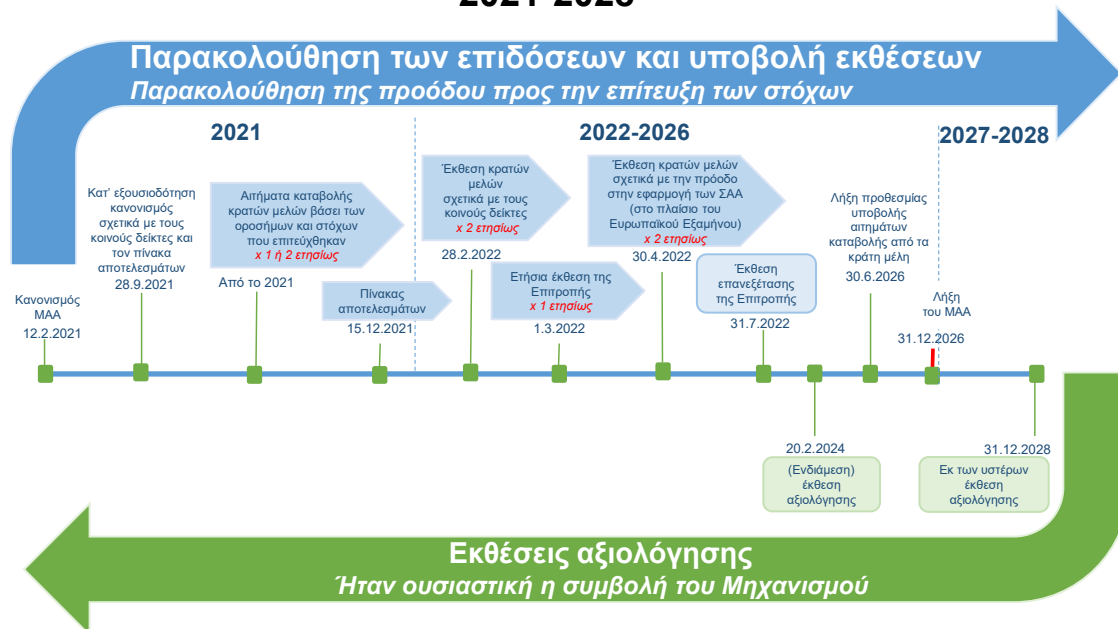 2021-2028
Παρακολούθηση των επιδόσεων και υποβολή εκθέσεων
Παρακολούθηση της προόδου προς την επίτευξη των στόχων
2021
2022-2026
2027-2028
Κανονισμός
ΜΑΑ
12.2.2021
Κατ’ εξουσιοδότηση
κανονισμός
σχετικά με τους
κοινούς δείκτες και
τον πίνακα
αποτελεσμάτων
28.9.2021
Αιτήματα καταβολής
κρατών μελών βάσει των
οροσήμων και στόχων
που επιτεύχθηκαν
x 1 ή 2 ετησίως
Από το 2021
Πίνακας
αποτελεσμάτων
15.12.2021
Έκθεση κρατών
μελών
σχετικά με τους
κοινούς δείκτες
x 2 ετησίως
28.2.2022
Ετήσια έκθεση της
Επιτροπής
x 1 ετησίως
1.3.2022
Έκθεση κρατών μελών
σχετικά με την πρόοδο
στην εφαρμογή των ΣΑΑ
(στο πλαίσιο του
Ευρωπαϊκού Εξαμήνου)
x 2 ετησίως
30.4.2022
Έκθεση
επανεξέτασης
της Επιτροπής
31.7.2022
Λήξη προθεσμίας
υποβολής
αιτημάτων
καταβολής από τα
κράτη μέλη
30.6.2026
Λήξη
του ΜΑΑ
31.12.2026
20.2.2024
(Ενδιάμεση)
έκθεση
αξιολόγησης
31.12.2028
Εκ των υστέρων
έκθεση
αξιολόγησης
Εκθέσεις αξιολόγησης
Ήταν ουσιαστική η συμβολή του Μηχανισμού